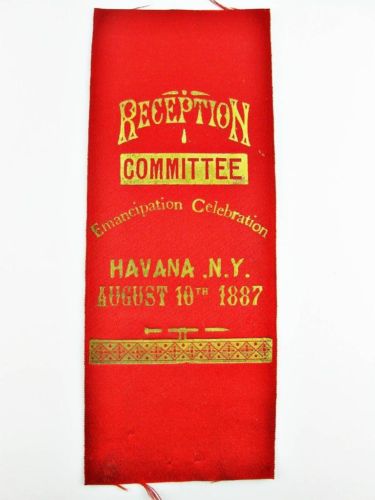 RECEPTION
COMMITTEE
Emancipation Celebration
HAVANA .N.Y.
AUGUST 10TH 1887